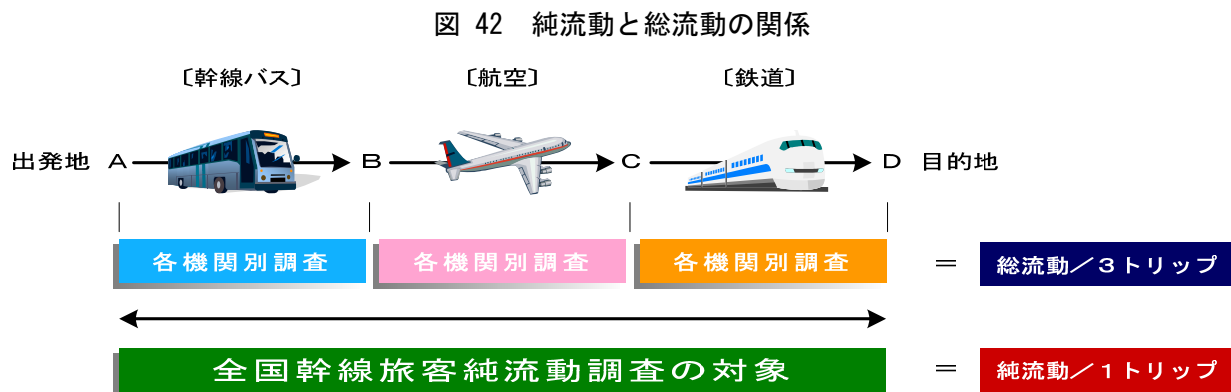 図 42 純流動と総流動の関係
〔幹線バス〕 〔航空〕 〔鉄道〕
出発地 A B C D 目的地
各機関別調査 各機関別調査 各機関別調査 = 総流動/3トリップ
全国幹線旅客純流動調査の対象 = 純流動/1トリップ